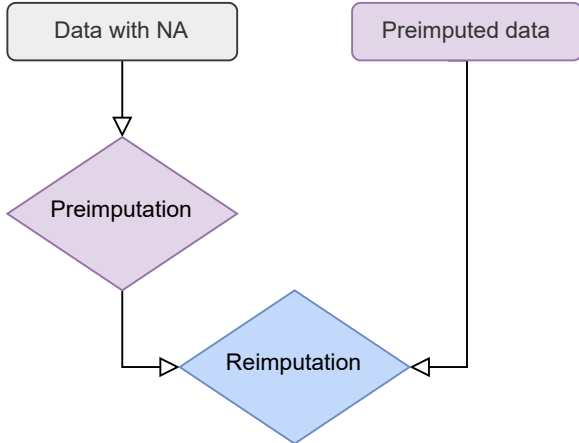 Data with NA
Preimputed data
Preimputation
Reimputation